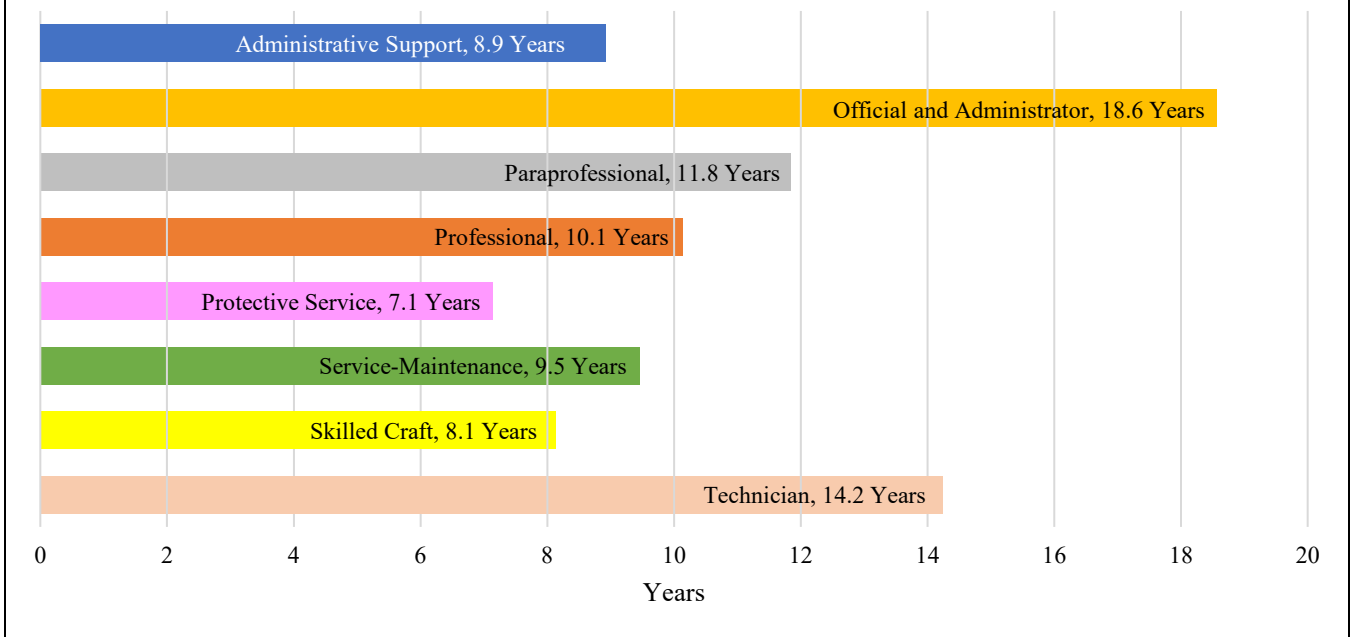 Administrative Support, 8.9 Years
Official and Administrator, 18.6 Years
Paraprofessional, 11.8 Years
Professional, 10.1 Years
Protective Service, 7.1 Years
Service-Maintenance, 9.5 Years
Skilled Craft, 8.1 Years
Technician, 14.2 Years
0 2 4 6 8 10 12 14 16 18 20
Years